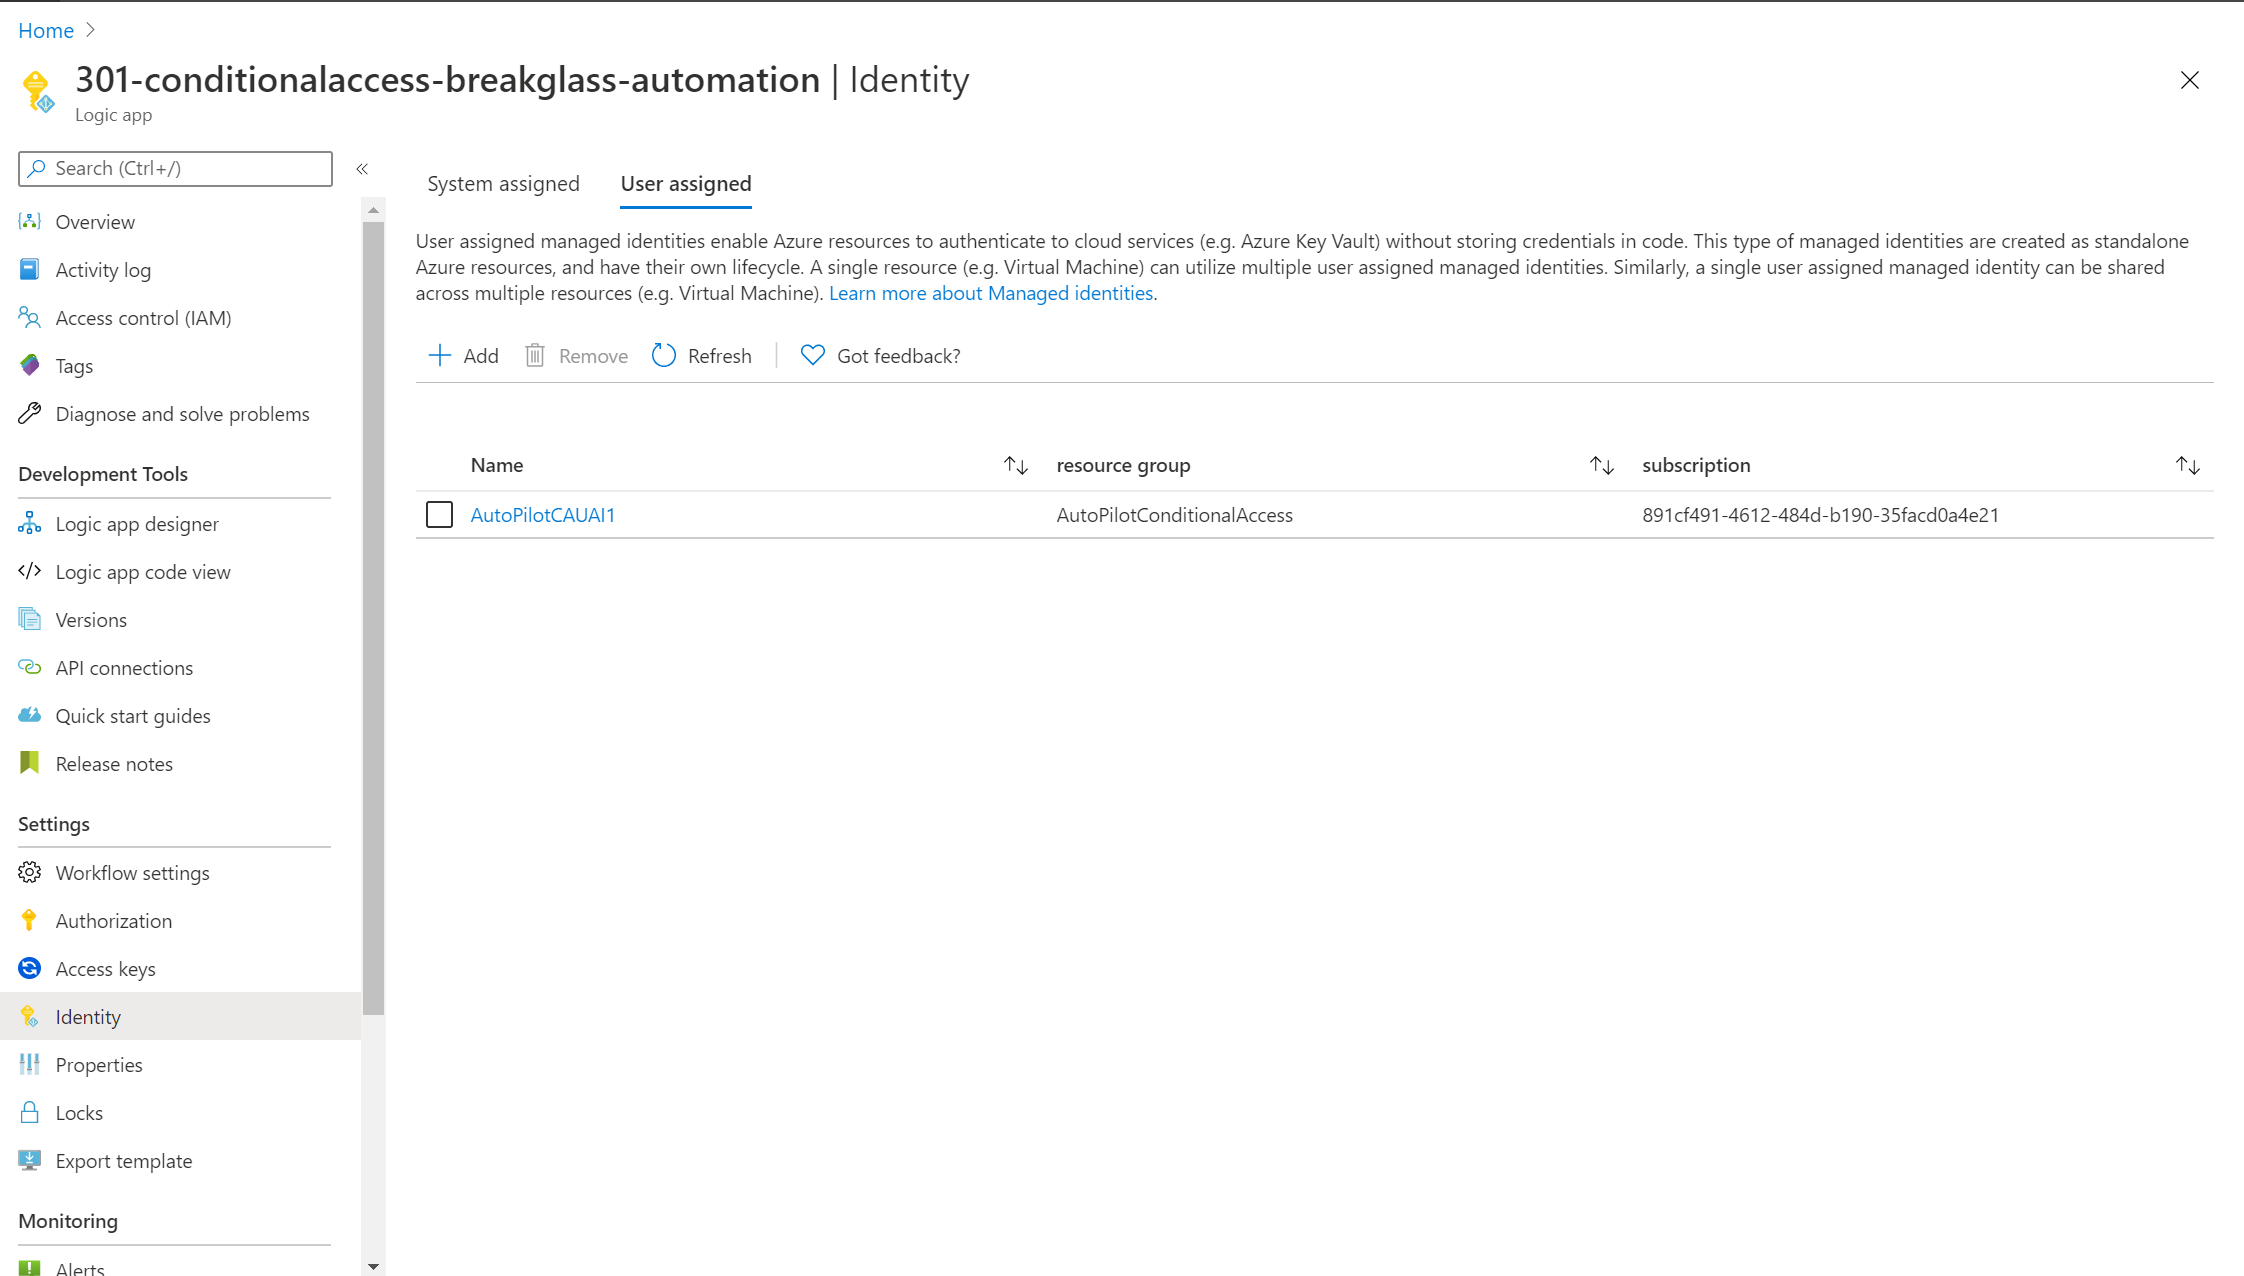 Home
301-conditionalaccess-breakglass-automation | Identity
Logic app
Search (Ctrl+/)
«
Overview
Activity log
Access control (IAM)
Tags
Diagnose and solve problems
Development Tools
Logic app designer
Logic app code view
Versions
API connections
Quick start guides
Release notes
Settings
Workflow settings
Authorization
Access keys
Identity
Properties
Locks
Export template
Monitoring
Alerts
System assigned User assigned
User assigned managed identities enable Azure resources to authenticate to cloud services (e.g. Azure Key Vault) without storing credentials in code. This type of managed identities are created as standalone
Azure resources, and have their own lifecycle. A single resource (e.g. Virtual Machine) can utilize multiple user assigned managed identities. Similarly, a single user assigned managed identity can be shared
across multiple resources (e.g. Virtual Machine). Learn more about Managed identities.
Add Remove Refresh Got feedback?
Name resource group subscription
AutoPilotCAUAI1 AutoPilotConditionalAccess 891cf491-4612-484d-b190-35facd0a4e21